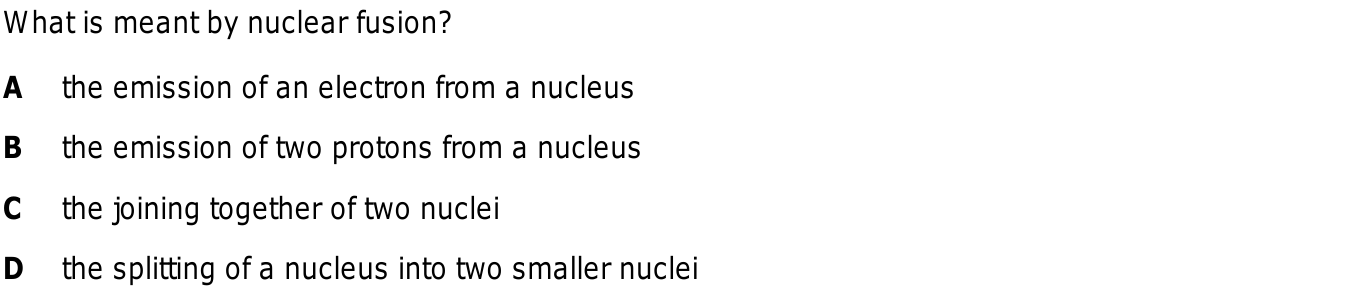 What is meant by nuclear fusion?
A the emission of an electron from a nucleus
B the emission of two protons from a nucleus
C the joining together of two nuclei
D the splitting of a nucleus into two smaller nuclei